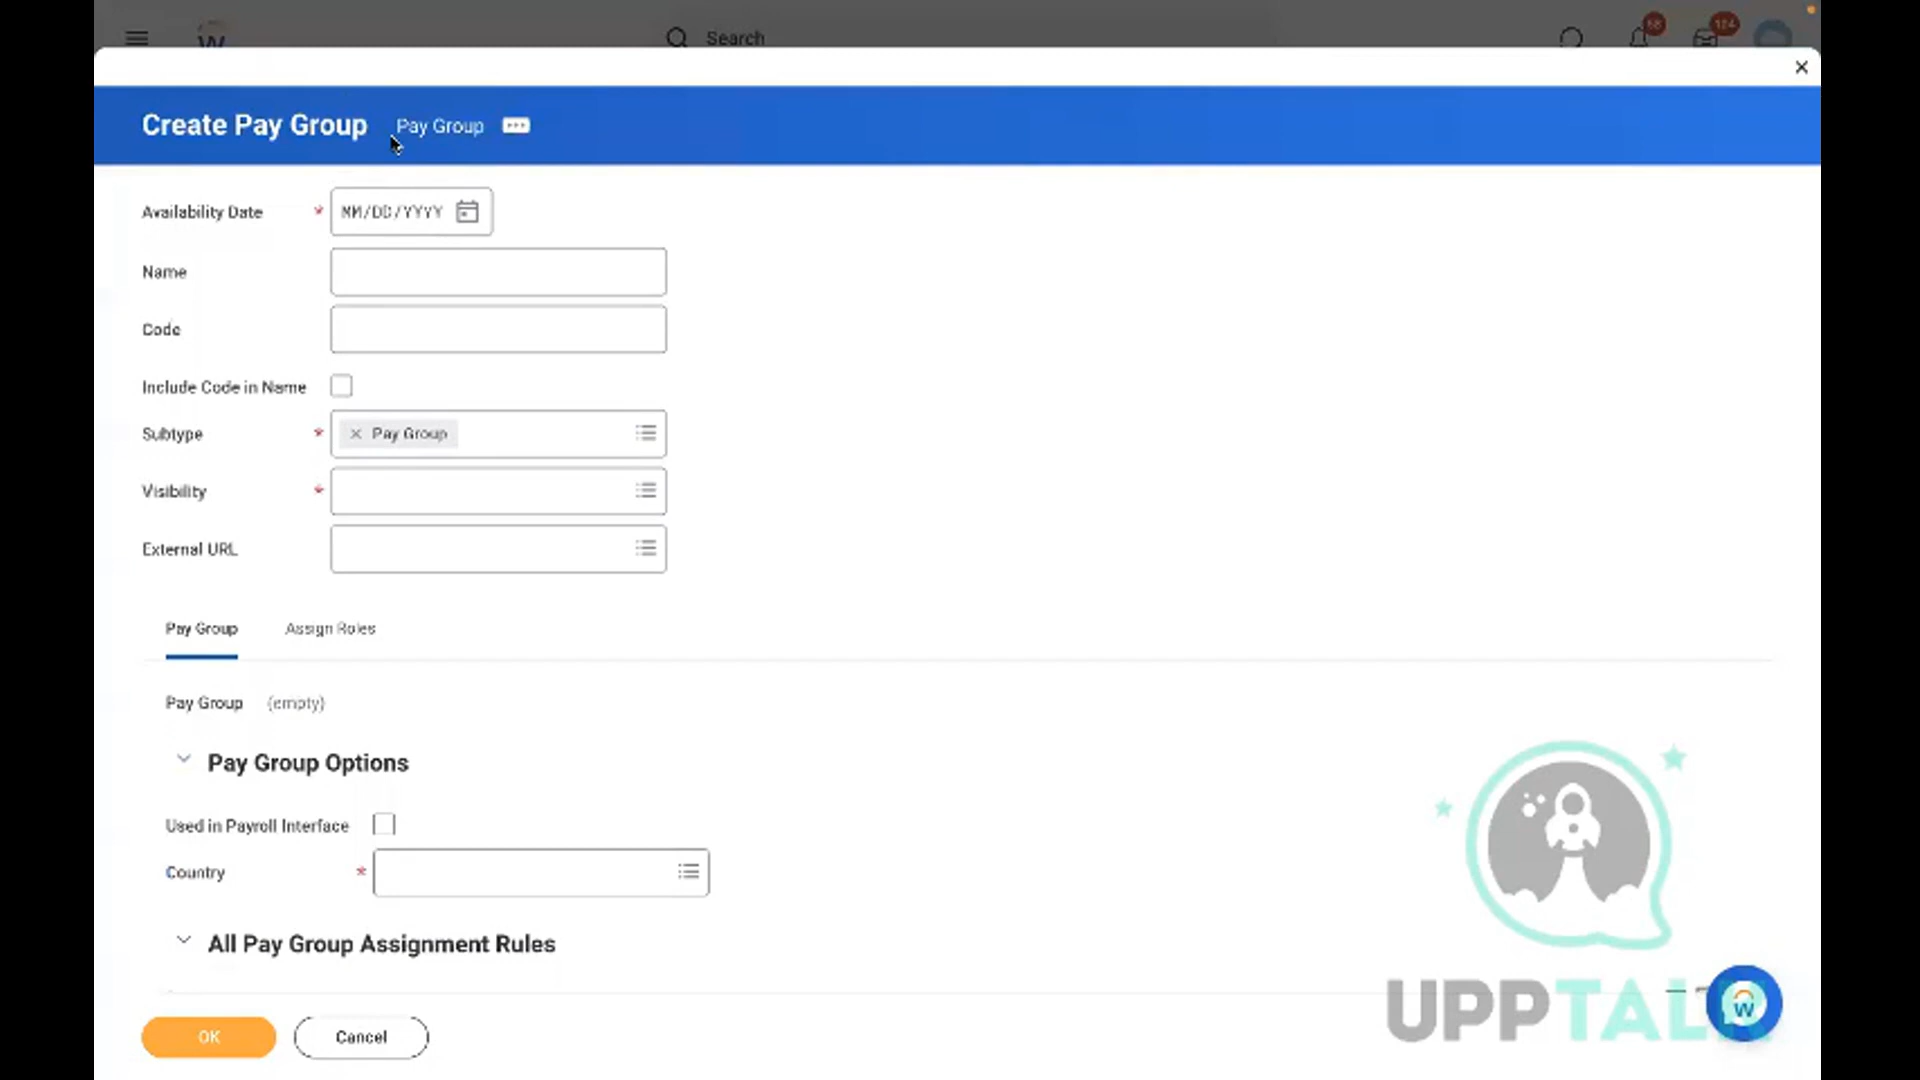 Search
58
124
Create Pay Group Pay Group
Availability Date * MM/DD/YYYY
Name
Code
Include Code in Name
Subtype * × Pay Group
Visibility *
External URL
Pay Group Assign Roles
Pay Group (empty)
Pay Group Options
Used in Payroll Interface
Country *
All Pay Group Assignment Rules
OK Cancel
UPPTAL
W